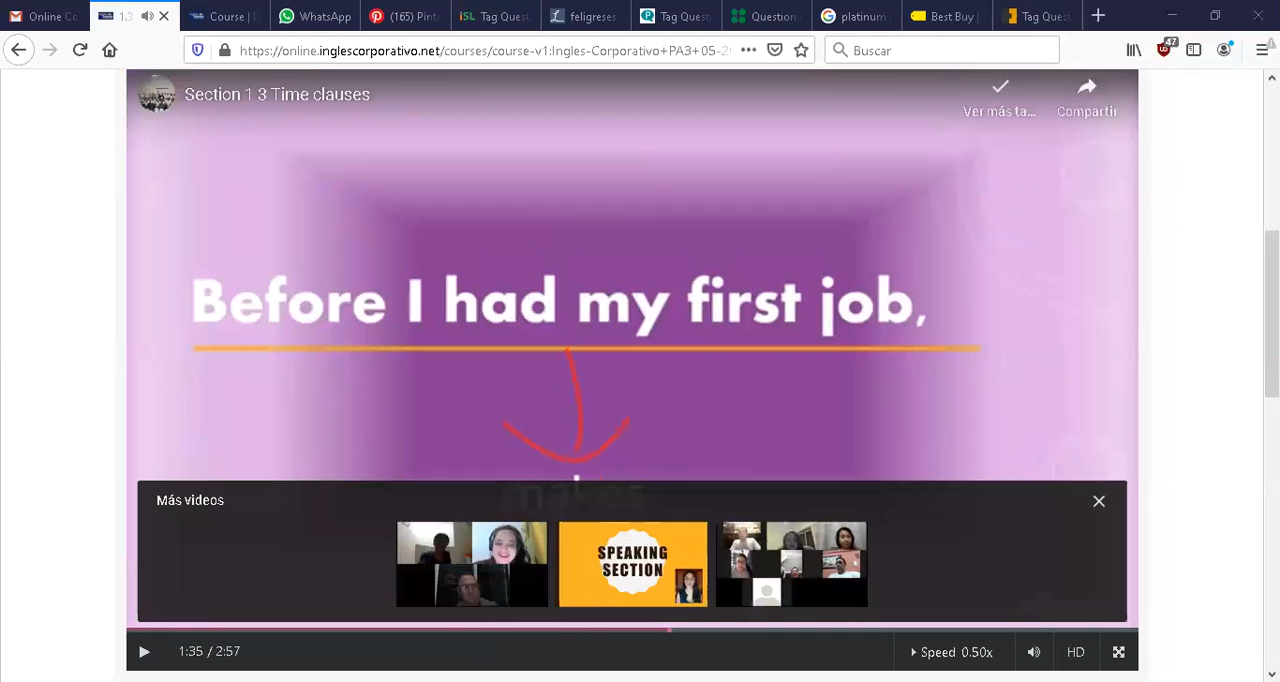 Online Co
1.3
Course | I
WhatsApp
(165) Pint
iSL Tag Quest
feligreses
Tag Quest
Question
platinum
Best Buy |
Tag Quest
https://online.inglescorporativo.net/courses/course-v1:Ingles-Corporativo+PA3+05-2
Buscar
47
Section 1 3 Time clauses
Ver más ta...
Compartir
Before I had my first job,
makes
Más videos
SPEAKING
SECTION
1:35 / 2:57
Speed 0.50x
HD